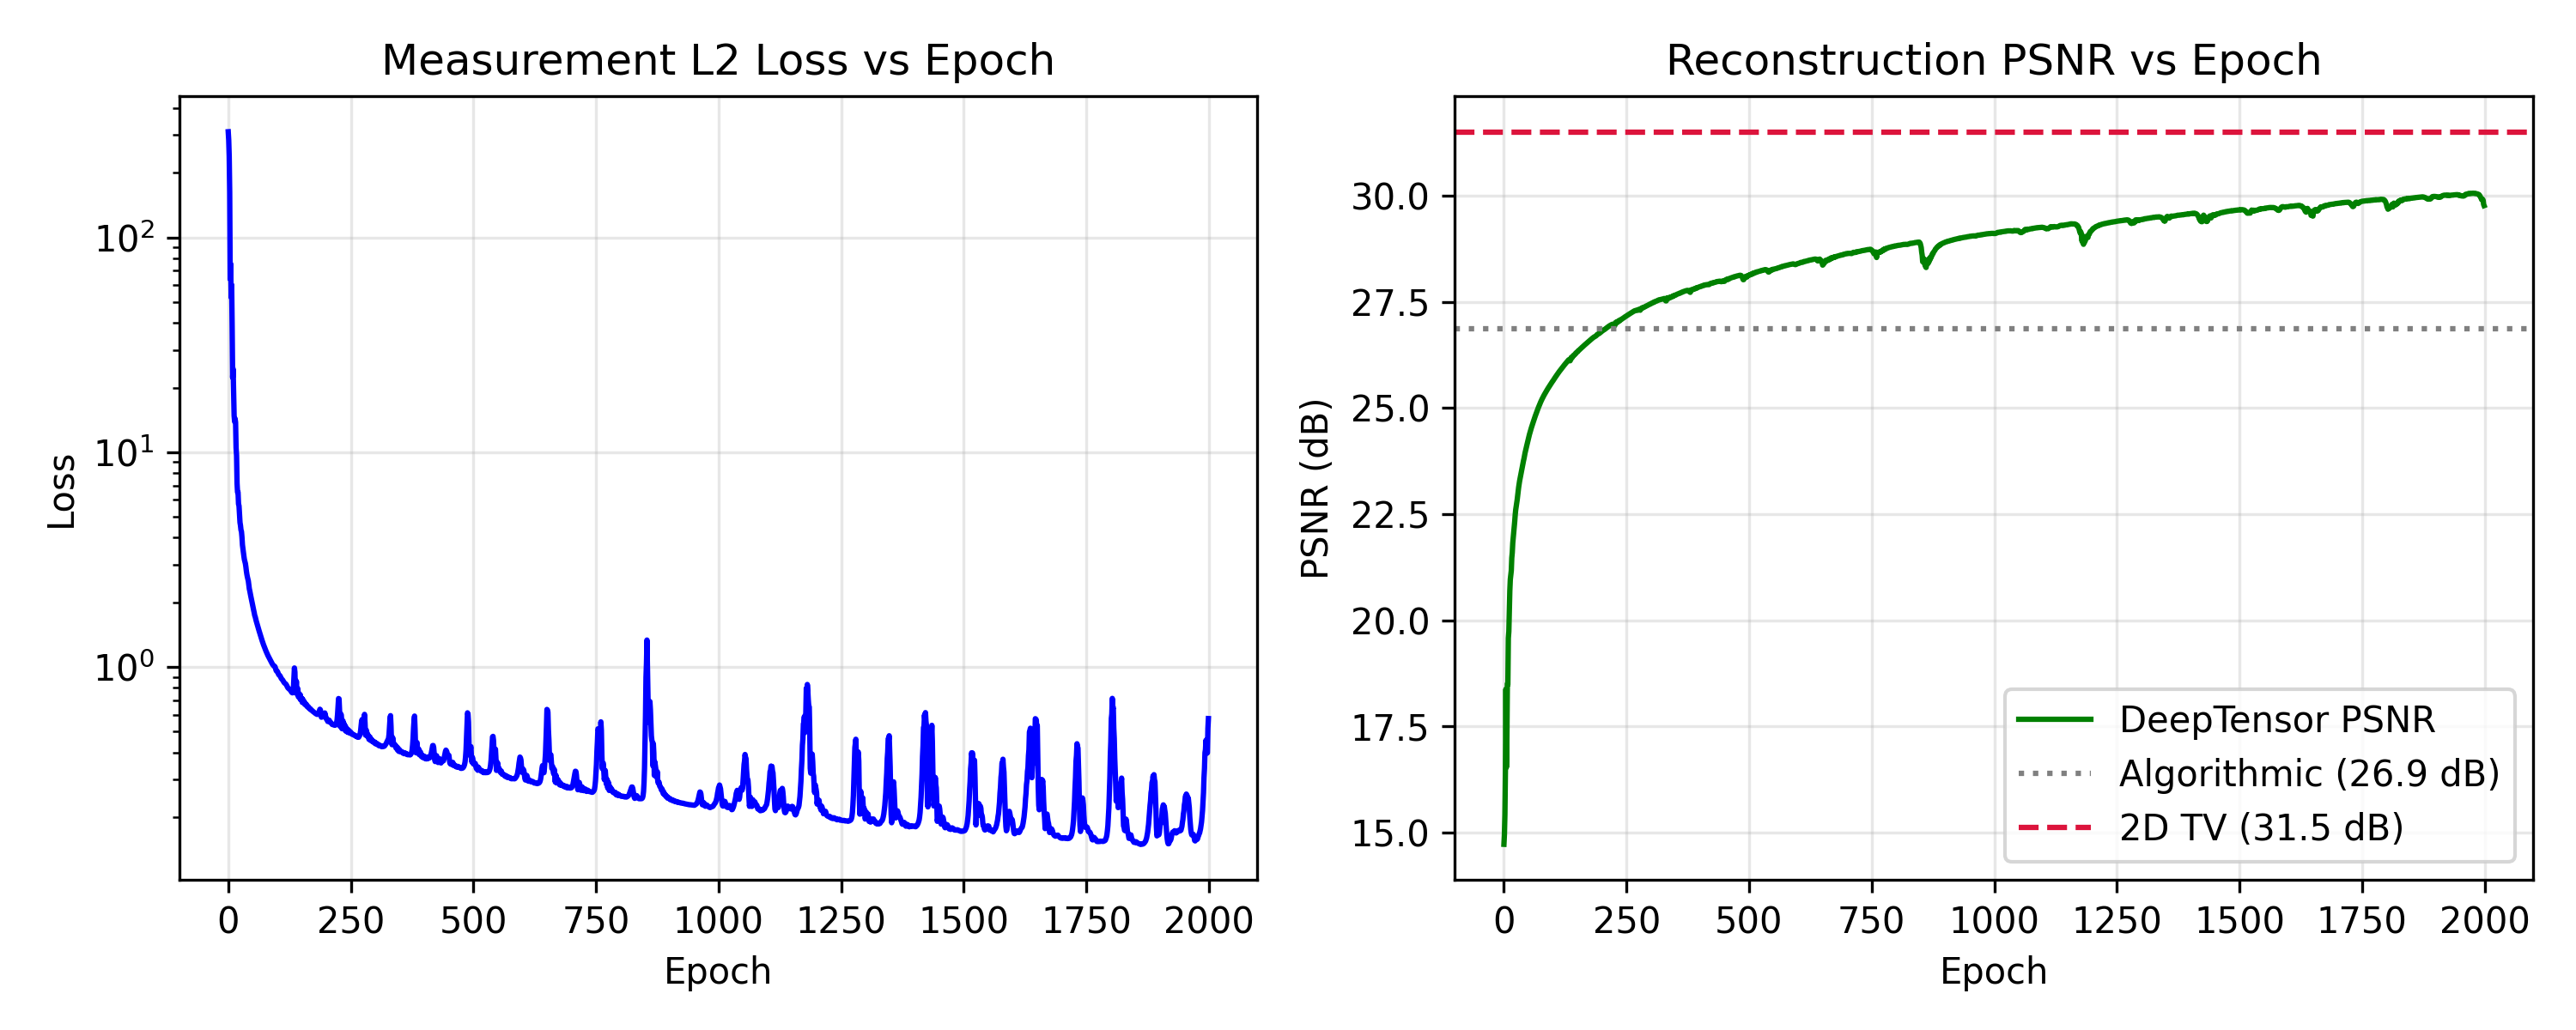 Measurement L2 Loss vs Epoch
Loss
10²
10¹
10⁰
0 250 500 750 1000 1250 1500 1750 2000
Epoch
Reconstruction PSNR vs Epoch
PSNR (dB)
30.0
27.5
25.0
22.5
20.0
17.5
15.0
DeepTensor PSNR
Algorithmic (26.9 dB)
2D TV (31.5 dB)
0 250 500 750 1000 1250 1500 1750 2000
Epoch